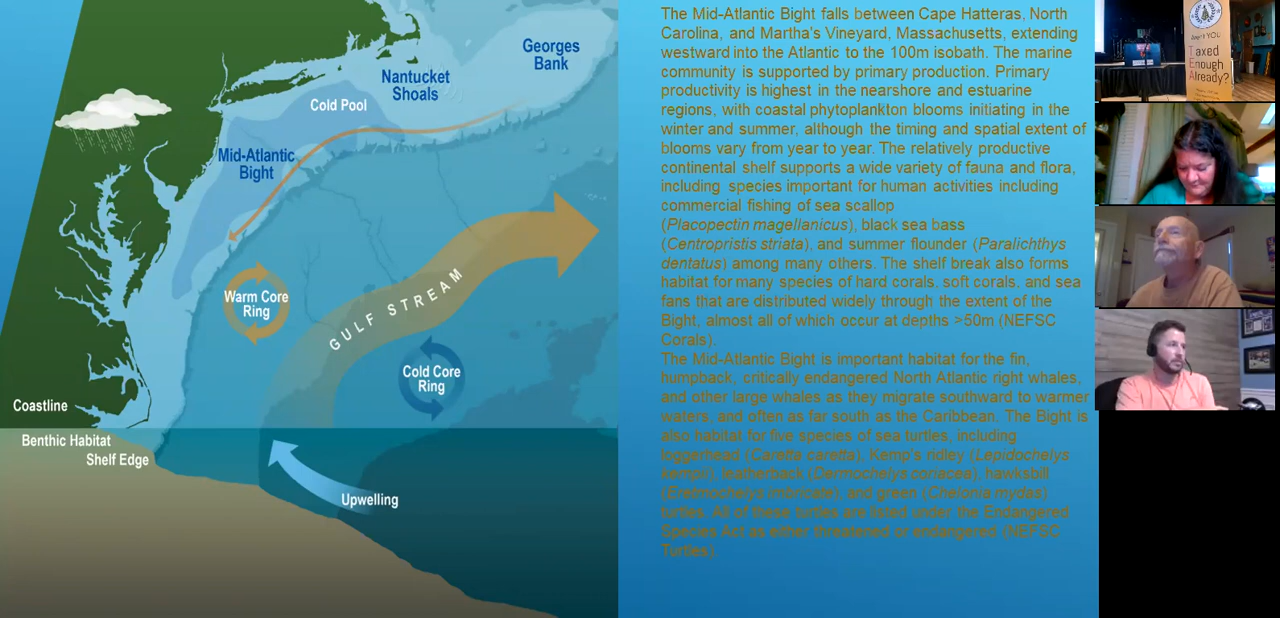 Georges
Bank
Nantucket
Shoals
Cold Pool
Mid-Atlantic
Bight
Warm Core
Ring
GULF STREAM
Cold Core
Ring
Coastline
Benthic Habitat
Shelf Edge
Upwelling
The Mid-Atlantic Bight falls between Cape Hatteras, North
Carolina, and Martha's Vineyard, Massachusetts, extending
westward into the Atlantic to the 100m isobath. The marine
community is supported by primary production. Primary
productivity is highest in the nearshore and estuarine
regions, with coastal phytoplankton blooms initiating in the
winter and summer, although the timing and spatial extent of
blooms vary from year to year. The relatively productive
continental shelf supports a wide variety of fauna and flora,
including species important for human activities including
commercial fishing of sea scallop
(Placopectin magellanicus), black sea bass
(Centropristis striata), and summer flounder (Paralichthys
dentatus) among many others. The shelf break also forms
habitat for many species of hard corals. soft corals. and sea
fans that are distributed widely through the extent of the
Bight, almost all of which occur at depths >50m (NEFSC
Corals).
The Mid-Atlantic Bight is important habitat for the fin,
humpback, critically endangered North Atlantic right whales,
and other large whales as they migrate southward to warmer
waters, and often as far south as the Caribbean. The Bight is
also habitat for five species of sea turtles, including
loggerhead (Caretta caretta), Kemp's ridley (Lepidochelys
kempii), leatherback (Dermochelys coriacea), hawksbill
(Eretmochelys imbricata), and green (Chelonia mydas)
turtles. All of these turtles are listed under the Endangered
Species Act as either threatened or endangered (NEFSC
Turtles).
Aren't YOU
Taxed
Enough
Already?